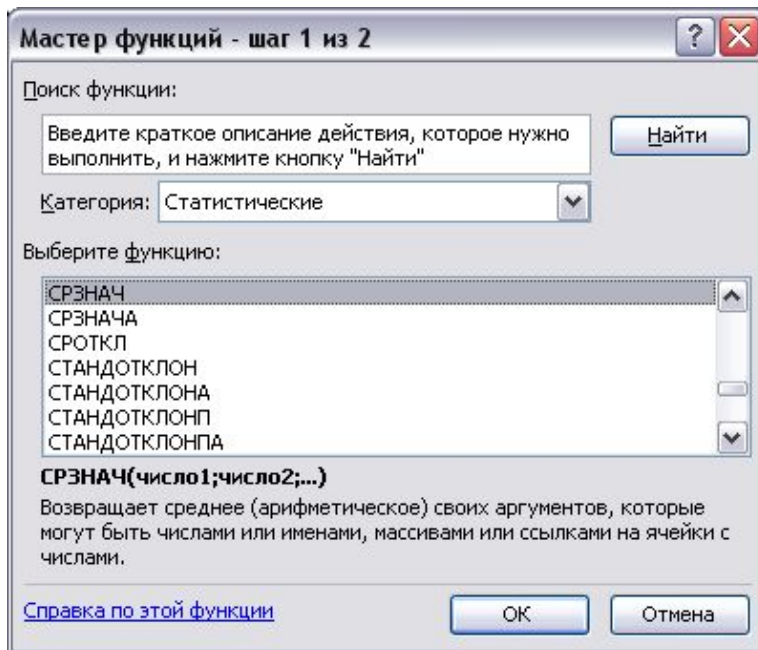 Мастер функций - шаг 1 из 2
Поиск функции:
Введите краткое описание действия, которое нужно
выполнить, и нажмите кнопку "Найти"
Найти
Категория: Статистические
Выберите функцию:
СРЗНАЧ
СРЗНАЧА
СРОТКЛ
СТАНДОТКЛОН
СТАНДОТКЛОНА
СТАНДОТКЛОНП
СТАНДОТКЛОНПА
СРЗНАЧ(число1;число2;...)
Возвращает среднее (арифметическое) своих аргументов, которые
могут быть числами или именами, массивами или ссылками на ячейки с
числами.
Справка по этой функции
ОК
Отмена